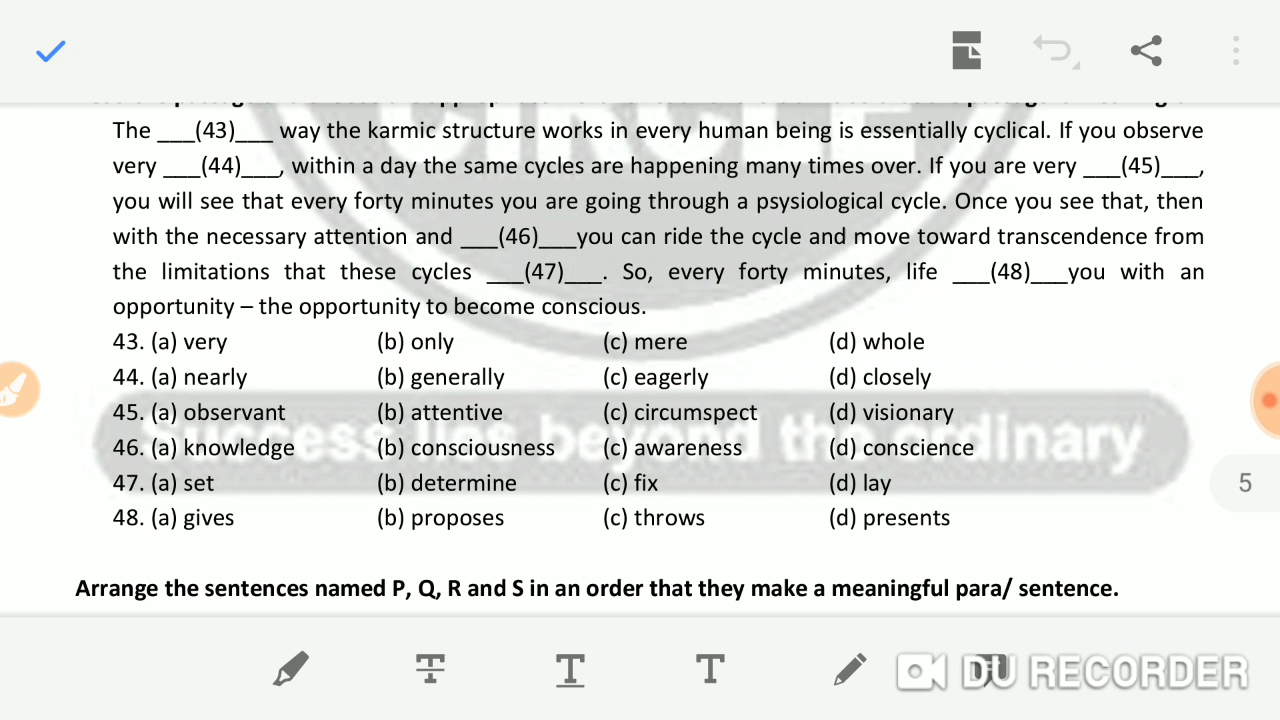 The ___(43)___ way the karmic structure works in every human being is essentially cyclical. If you observe
very ___(44)___, within a day the same cycles are happening many times over. If you are very ___(45)___,
you will see that every forty minutes you are going through a psysiological cycle. Once you see that, then
with the necessary attention and ___(46)___you can ride the cycle and move toward transcendence from
the limitations that these cycles ___(47)___. So, every forty minutes, life ___(48)___you with an
opportunity – the opportunity to become conscious.
43. (a) very (b) only (c) mere (d) whole
44. (a) nearly (b) generally (c) eagerly (d) closely
45. (a) observant (b) attentive (c) circumspect (d) visionary
46. (a) knowledge (b) consciousness (c) awareness (d) conscience
47. (a) set (b) determine (c) fix (d) lay
5
48. (a) gives (b) proposes (c) throws (d) presents
Arrange the sentences named P, Q, R and S in an order that they make a meaningful para/ sentence.
T T T
DU RECORDER